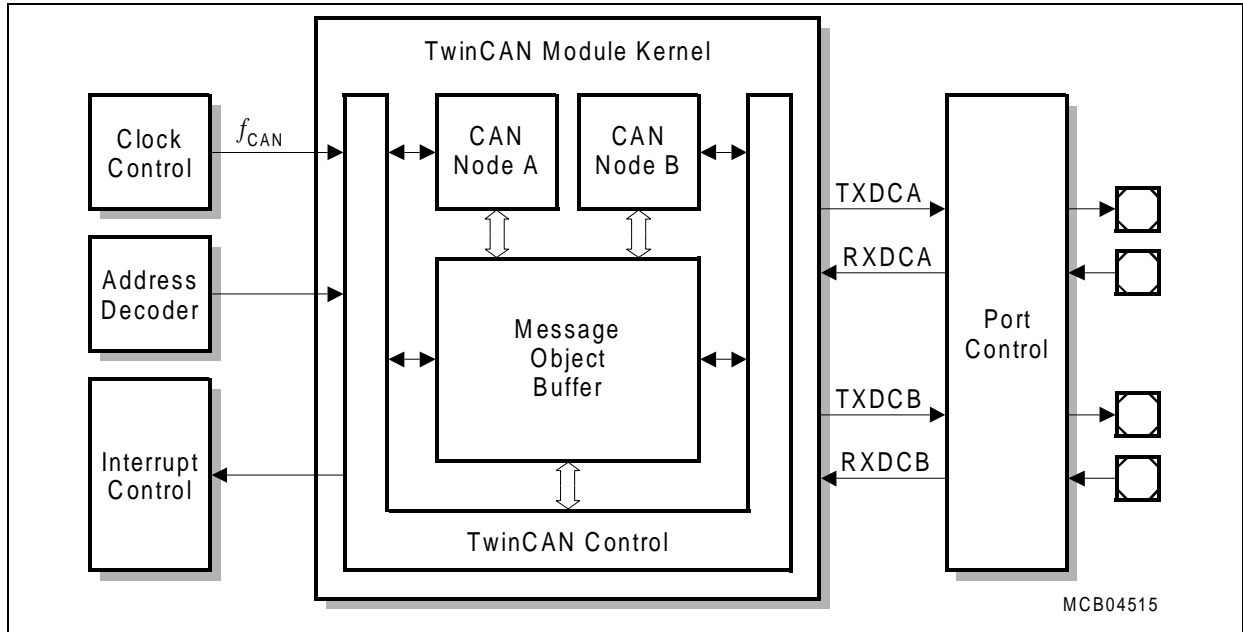 TwinCAN Module Kernel
Clock
Control
f CAN
Address
Decoder
Interrupt
Control
CAN
Node A
CAN
Node B
Message
Object
Buffer
TwinCAN Control
TXDCA
RXDCA
TXDCB
RXDCB
Port
Control
MCB04515